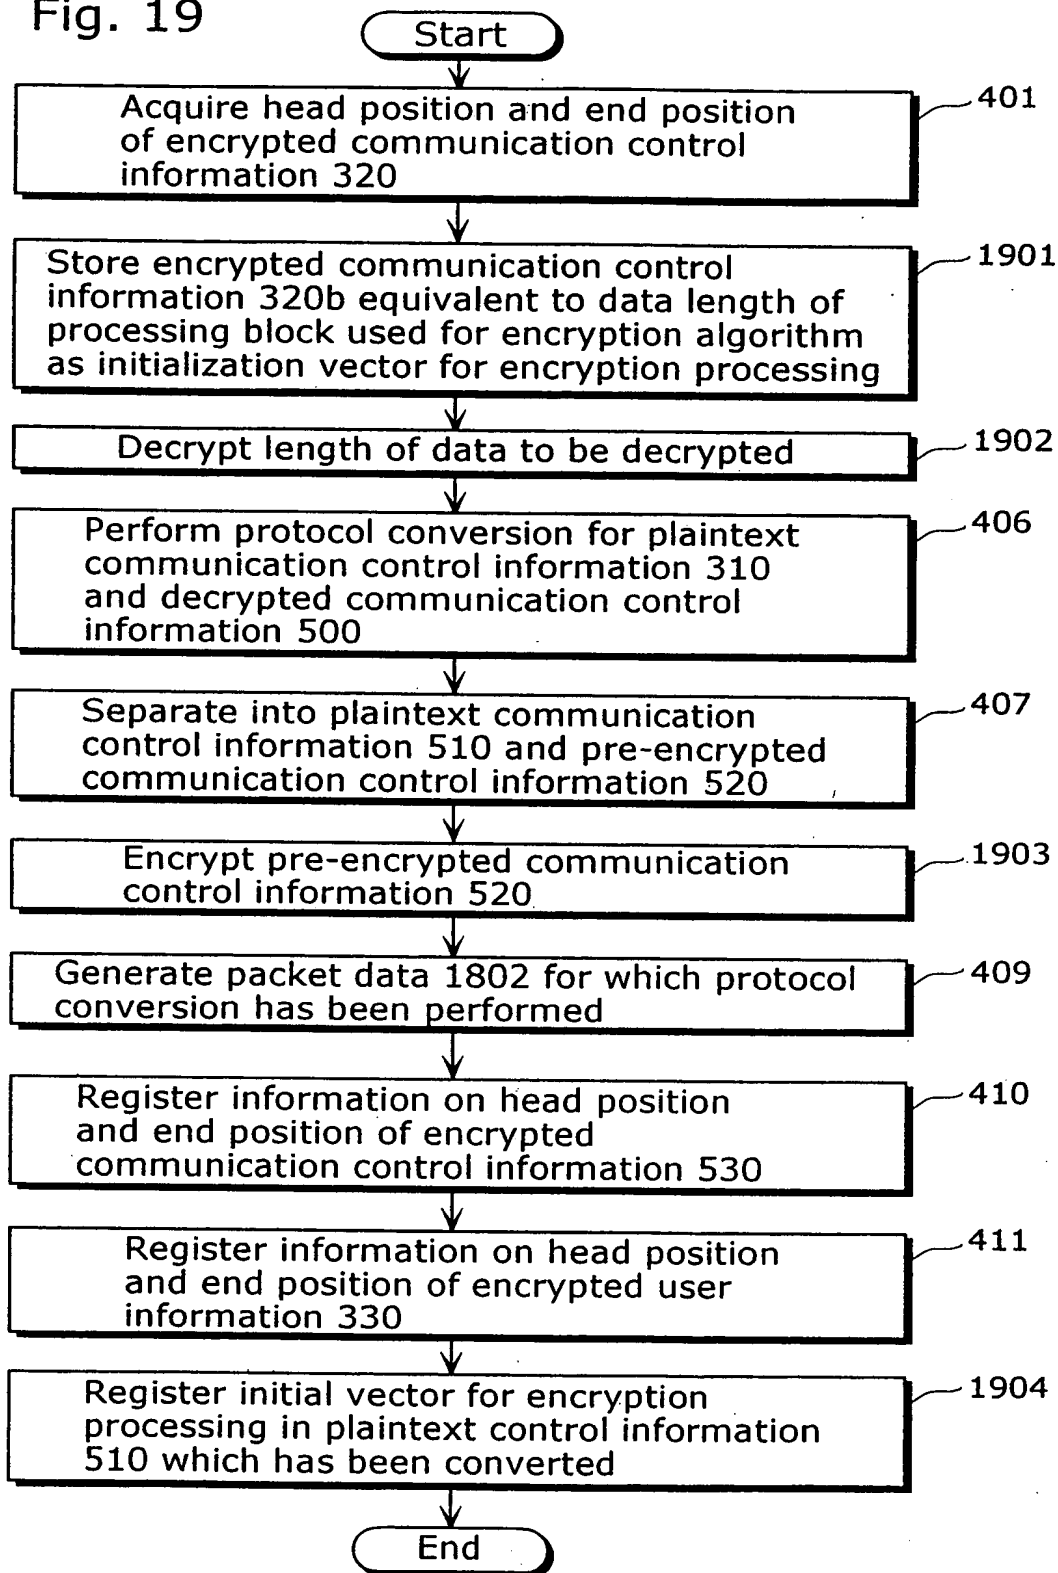 Fig. 19
Start
Acquire head position and end position
of encrypted communication control
information 320
401
Store encrypted communication control
information 320b equivalent to data length of
processing block used for encryption algorithm
as initialization vector for encryption processing
1901
Decrypt length of data to be decrypted
1902
Perform protocol conversion for plaintext
communication control information 310
and decrypted communication control
information 500
406
Separate into plaintext communication
control information 510 and pre-encrypted
communication control information 520
407
Encrypt pre-encrypted communication
control information 520
1903
Generate packet data 1802 for which protocol
conversion has been performed
409
Register information on head position
and end position of encrypted
communication control information 530
410
Register information on head position
and end position of encrypted user
information 330
411
Register initial vector for encryption
processing in plaintext control information
510 which has been converted
1904
End